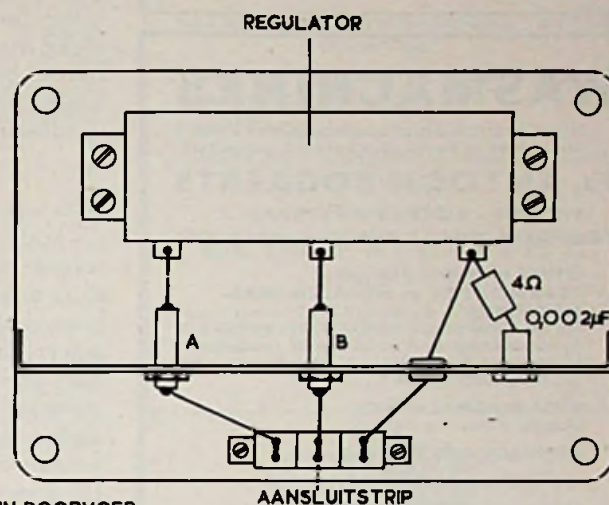 REGULATOR
4Ω
0,002μF
A
B
AANSLUITSTRIP